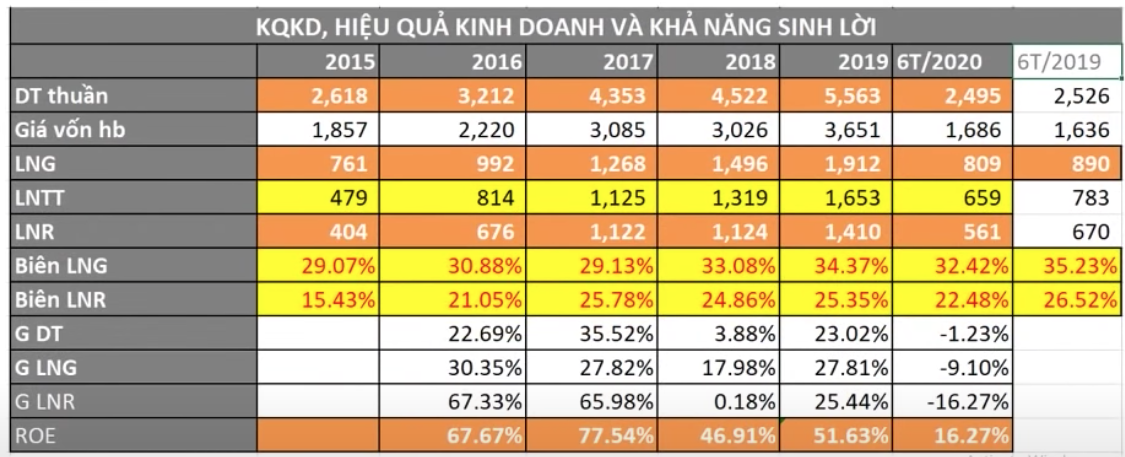 KQKD, HIỆU QUẢ KINH DOANH VÀ KHẢ NĂNG SINH LỜI
2015 2016 2017 2018 2019 6T/2020 6T/2019
DT thuần 2,618 3,212 4,353 4,522 5,563 2,495 2,526
Giá vốn hb 1,857 2,220 3,085 3,026 3,651 1,686 1,636
LNG 761 992 1,268 1,496 1,912 809 890
LNTT 479 814 1,125 1,319 1,653 659 783
LNR 404 676 1,122 1,124 1,410 561 670
Biên LNG 29.07% 30.88% 29.13% 33.08% 34.37% 32.42% 35.23%
Biên LNR 15.43% 21.05% 25.78% 24.86% 25.35% 22.48% 26.52%
G DT 22.69% 35.52% 3.88% 23.02% -1.23%
G LNG 30.35% 27.82% 17.98% 27.81% -9.10%
G LNR 67.33% 65.98% 0.18% 25.44% -16.27%
ROE 67.67% 77.54% 46.91% 51.63% 16.27%